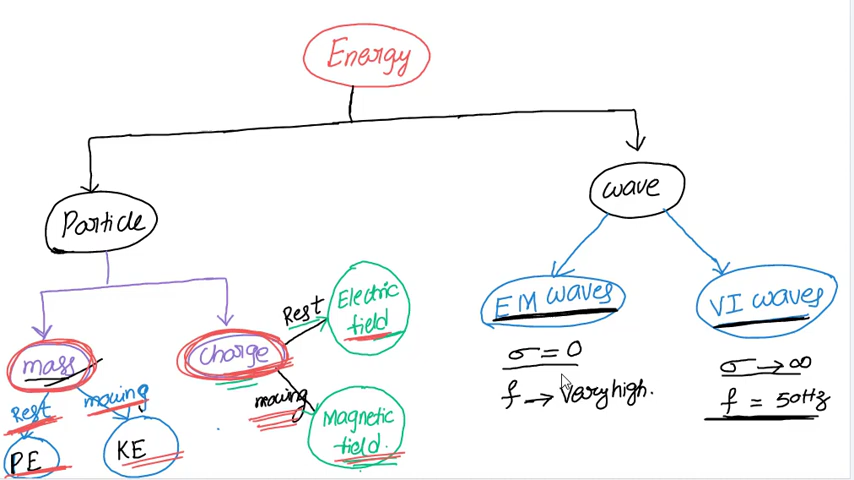 Energy
Particle
wave
mass
charge
Rest
Electric
field
moving
Magnetic
field.
Rest
moving
PE
KE
EM waves
σ = 0
f → Very high.
VI waves
σ → ∞
f = 50Hz